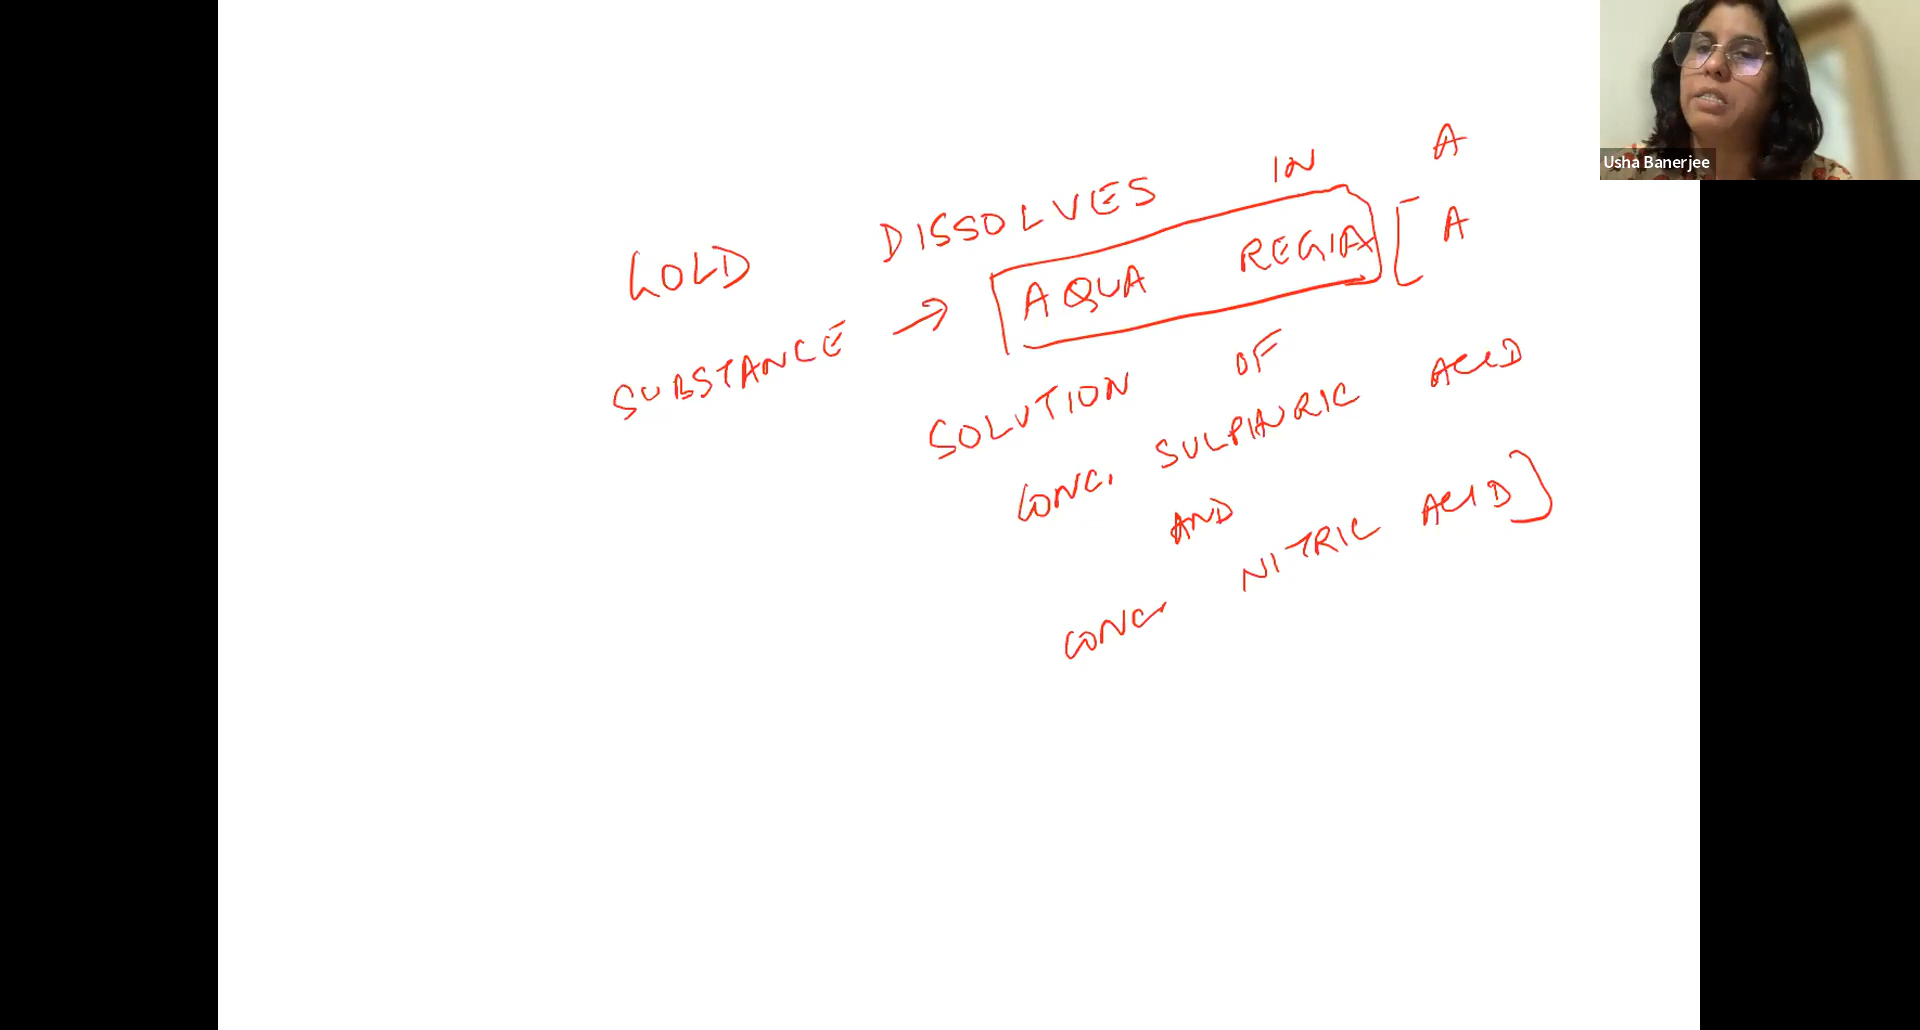 GOLD DISSOLVES IN A
SUBSTANCE → AQUA REGIA [A
SOLUTION OF
CONC. SULPHURIC ACID
AND
CONC. NITRIC ACID]
Usha Banerjee